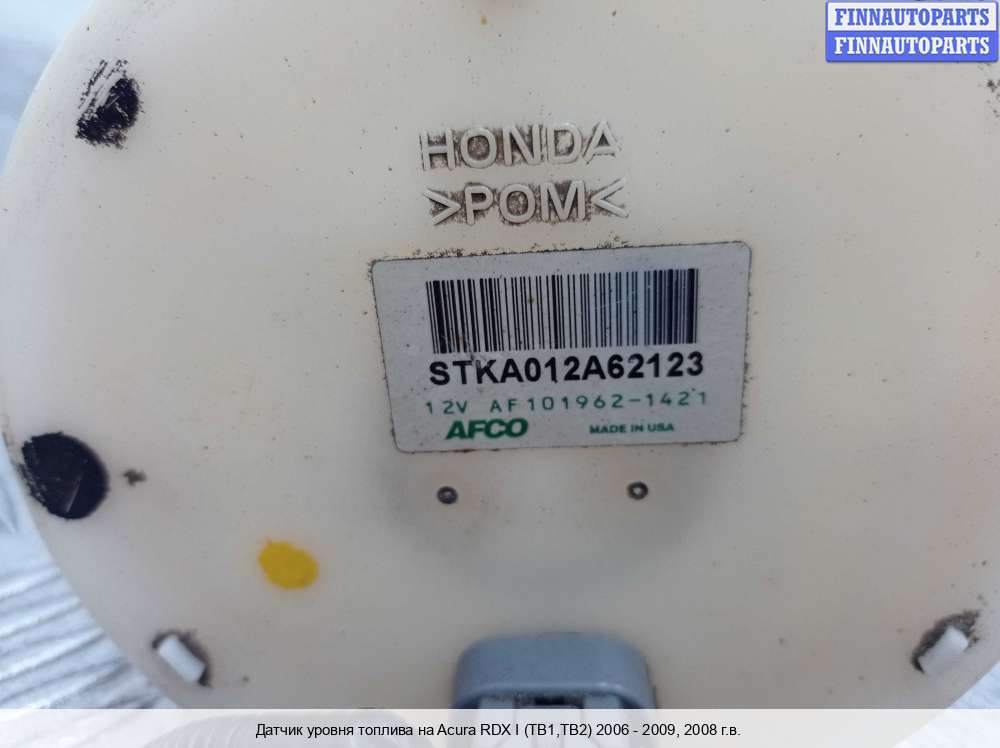 FINNAUTOPARTS
FINNAUTOPARTS
HONDA
>POM<
STKA012A62123
12V AF101962-1421
AFCO MADE IN USA
Датчик уровня топлива на Acura RDX I (TB1,TB2) 2006 - 2009, 2008 г.в.